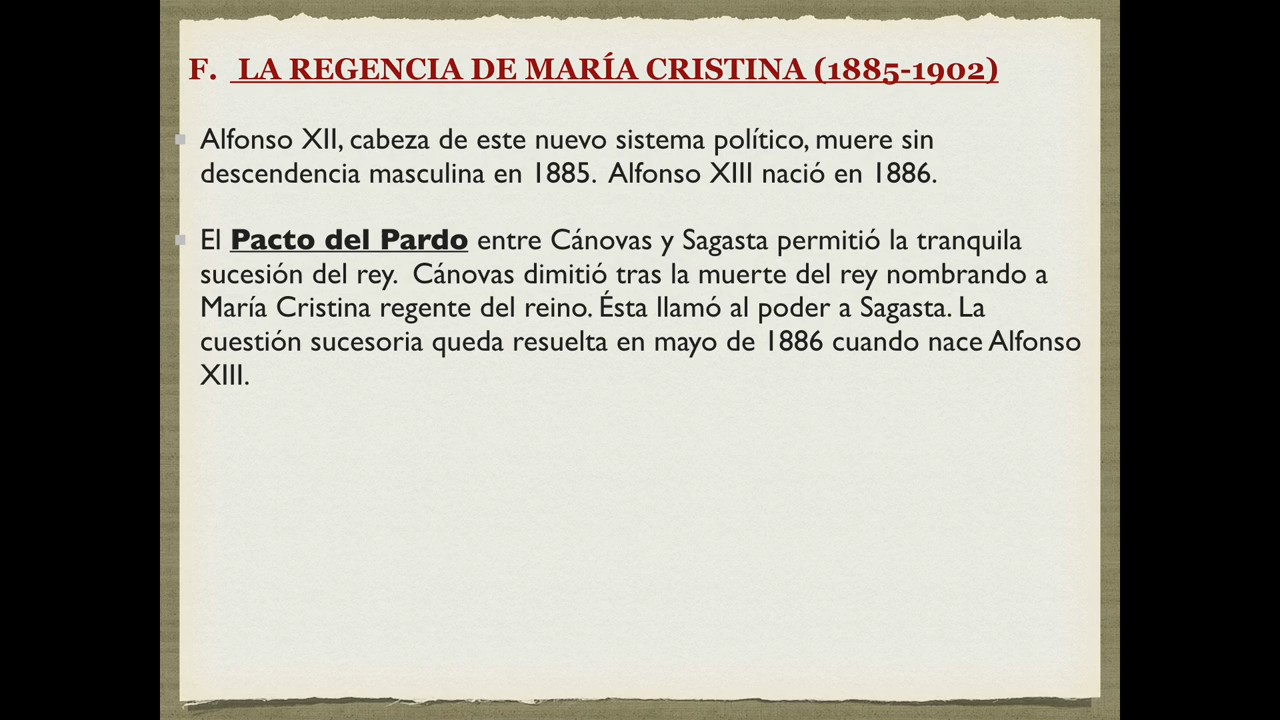 F. LA REGENCIA DE MARÍA CRISTINA (1885-1902)
Alfonso XII, cabeza de este nuevo sistema político, muere sin
descendencia masculina en 1885. Alfonso XIII nació en 1886.
El Pacto del Pardo entre Cánovas y Sagasta permitió la tranquila
sucesión del rey. Cánovas dimitió tras la muerte del rey nombrando a
María Cristina regente del reino. Ésta llamó al poder a Sagasta. La
cuestión sucesoria queda resuelta en mayo de 1886 cuando nace Alfonso
XIII.